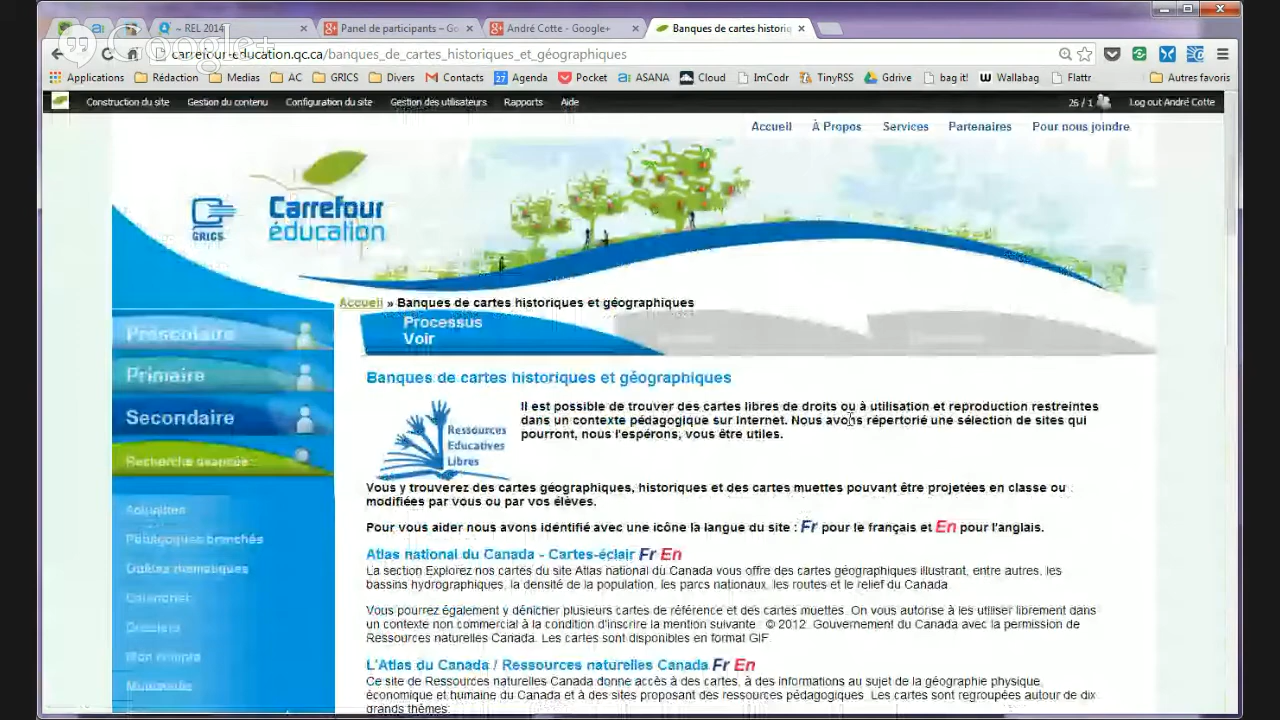 ~ REL 2014
Panel de participants – Go
André Cotte - Google+
Banques de cartes historiq
Google+
carrefour-education.qc.ca/banques_de_cartes_historiques_et_géographiques
Applications Rédaction Medias AC GRICS Divers Contacts Agenda Pocket ASANA Cloud ImCodr TinyRSS Gdrive bag it! Wallabag Flattr Autres favoris
Construction du site Gestion du contenu Configuration du site Gestion des utilisateurs Rapports Aide 26 / 1 Log out André Cotte
Accueil À Propos Services Partenaires Pour nous joindre
GRICS
Carrefour
éducation
Accueil » Banques de cartes historiques et géographiques
Préscolaire
Primaire
Secondaire
Recherche avancée
Actualités
Pédagogues branchés
Guides thématiques
Calendrier
Dossiers
Mon compte
Processus
Voir
Banques de cartes historiques et géographiques
Ressources
Educatives
Libres
Il est possible de trouver des cartes libres de droits ou à utilisation et reproduction restreintes
dans un contexte pédagogique sur Internet. Nous avons répertorié une sélection de sites qui
pourront, nous l'espérons, vous être utiles.
Vous y trouverez des cartes géographiques, historiques et des cartes muettes pouvant être projetées en classe ou
modifiées par vous ou par vos élèves.
Pour vous aider nous avons identifié avec une icône la langue du site : Fr pour le français et En pour l'anglais.
Atlas national du Canada - Cartes-éclair Fr En
La section Explorez nos cartes du site Atlas national du Canada vous offre des cartes géographiques illustrant, entre autres, les
bassins hydrographiques, la densité de la population, les parcs nationaux, les routes et le relief du Canada
Vous pourrez également y dénicher plusieurs cartes de référence et des cartes muettes. On vous autorise à les utiliser librement dans
un contexte non commercial à la condition d'inscrire la mention suivante : © 2012. Gouvernement du Canada avec la permission de
Ressources naturelles Canada. Les cartes sont disponibles en format GIF
L'Atlas du Canada / Ressources naturelles Canada Fr En
Ce site de Ressources naturelles Canada donne accès à des cartes, à des informations au sujet de la géographie physique,
économique et humaine du Canada et à des sites proposant des ressources pédagogiques. Les cartes sont regroupées autour de dix
grands thèmes: